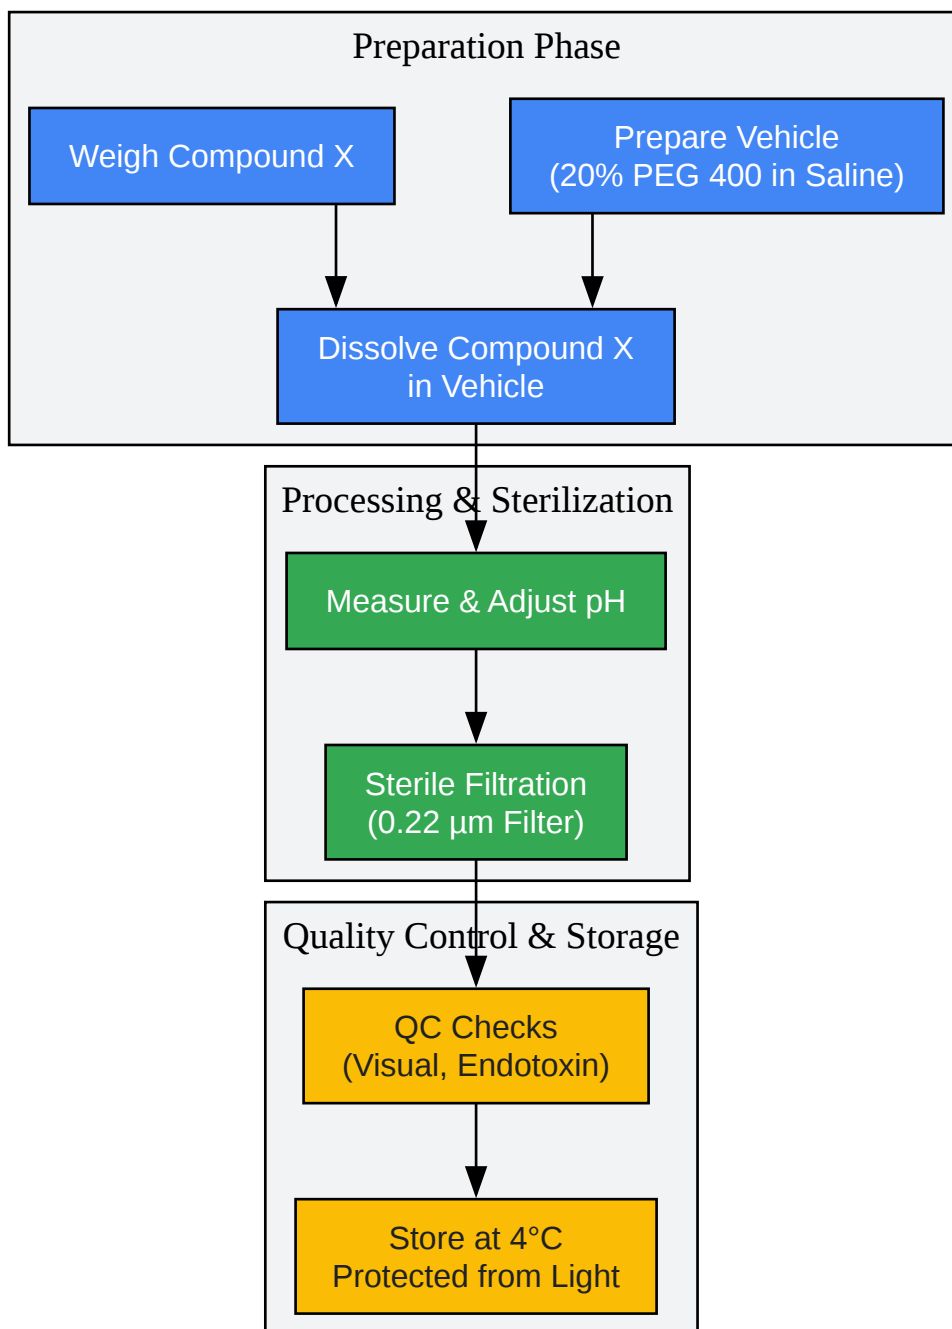 Preparation Phase
Weigh Compound X
Prepare Vehicle
(20% PEG 400 in Saline)
Dissolve Compound X
in Vehicle
Processing & Sterilization
Measure & Adjust pH
Sterile Filtration
(0.22 µm Filter)
Quality Control & Storage
QC Checks
(Visual, Endotoxin)
Store at 4°C
Protected from Light